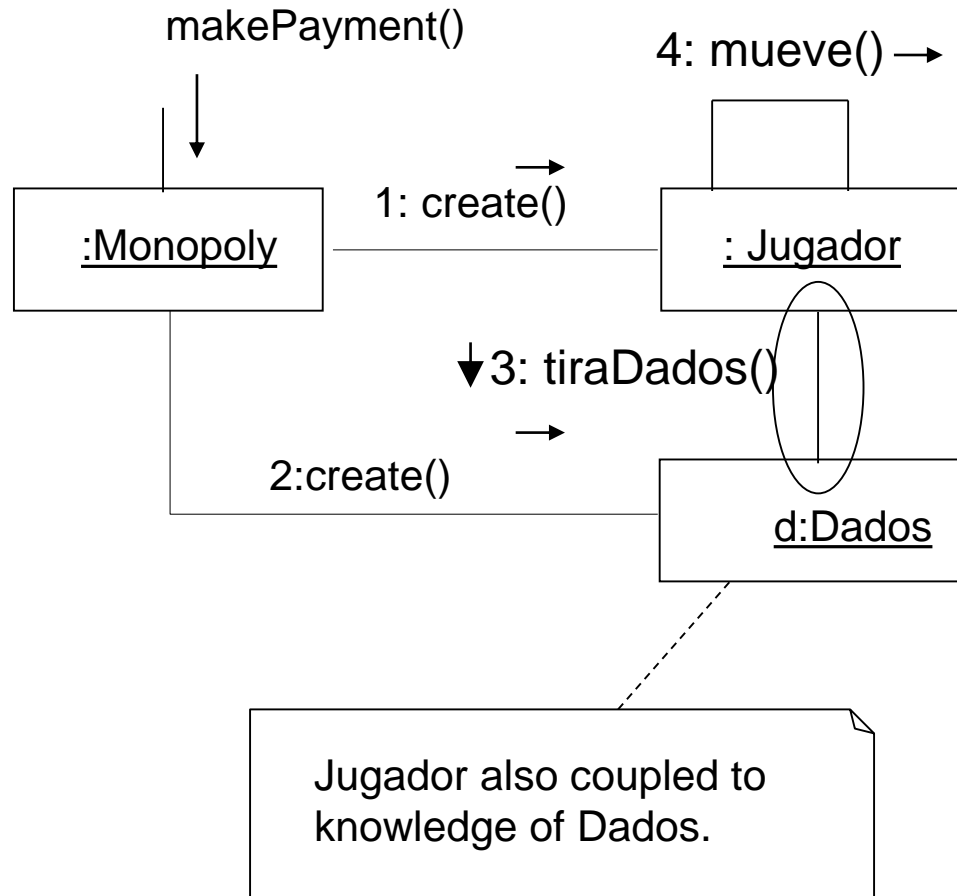 makePayment()
4: mueve()
1: create()
:Monopoly
: Jugador
3: tiraDados()
2:create()
d:Dados
Jugador also coupled to
knowledge of Dados.